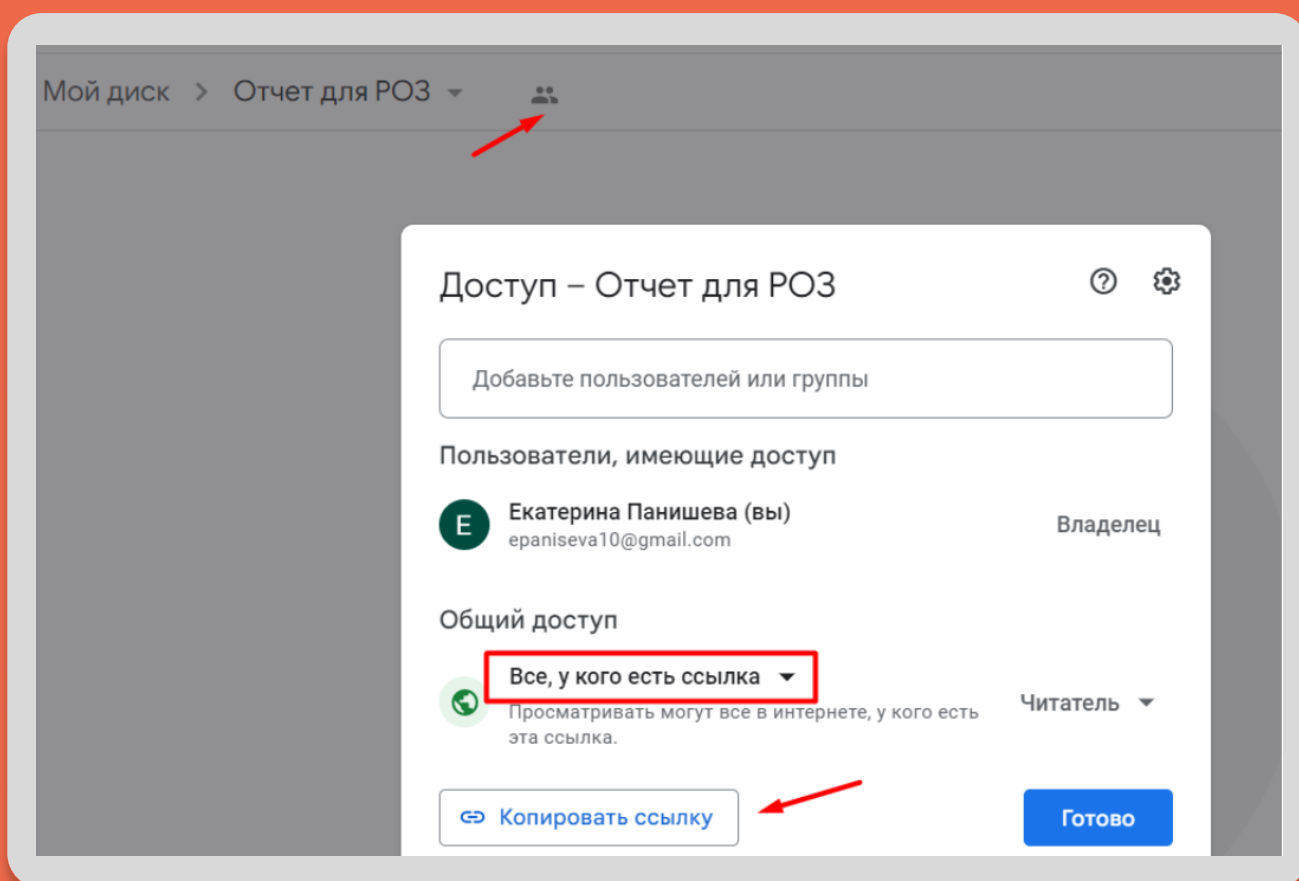 Мой диск > Отчет для РОЗ
Доступ – Отчет для РОЗ
Добавьте пользователей или группы
Пользователи, имеющие доступ
E
Екатерина Панишева (вы)
epaniseva10@gmail.com
Владелец
Общий доступ
Все, у кого есть ссылка
Просматривать могут все в интернете, у кого есть
эта ссылка.
Читатель
Копировать ссылку
Готово